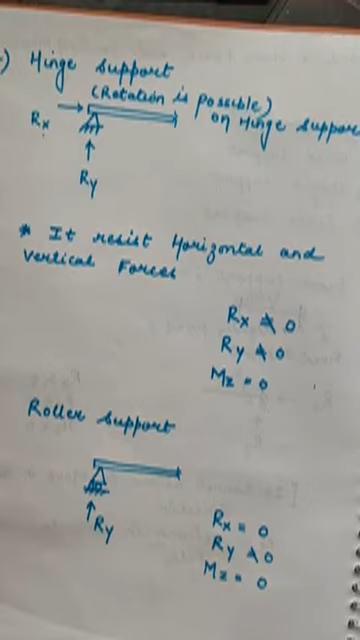 ) Hinge Support
(Rotation is possible)
on Hinge Support
Rx
Ry
* It resist Horizontal and
Vertical Forces
Rx ≠ 0
Ry ≠ 0
Mz = 0
Roller Support
Ry
Rx = 0
Ry ≠ 0
Mz = 0